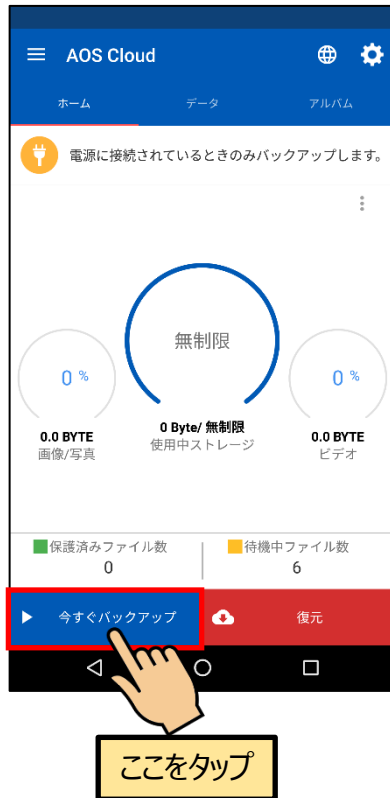 AOS Cloud
ホーム データ アルバム
電源に接続されているときのみバックアップします。
無制限
0 %
0 %
0.0 BYTE
画像/写真
0 Byte/ 無制限
使用中ストレージ
0.0 BYTE
ビデオ
保護済みファイル数
0
待機中ファイル数
6
今すぐバックアップ
復元
ここをタップ